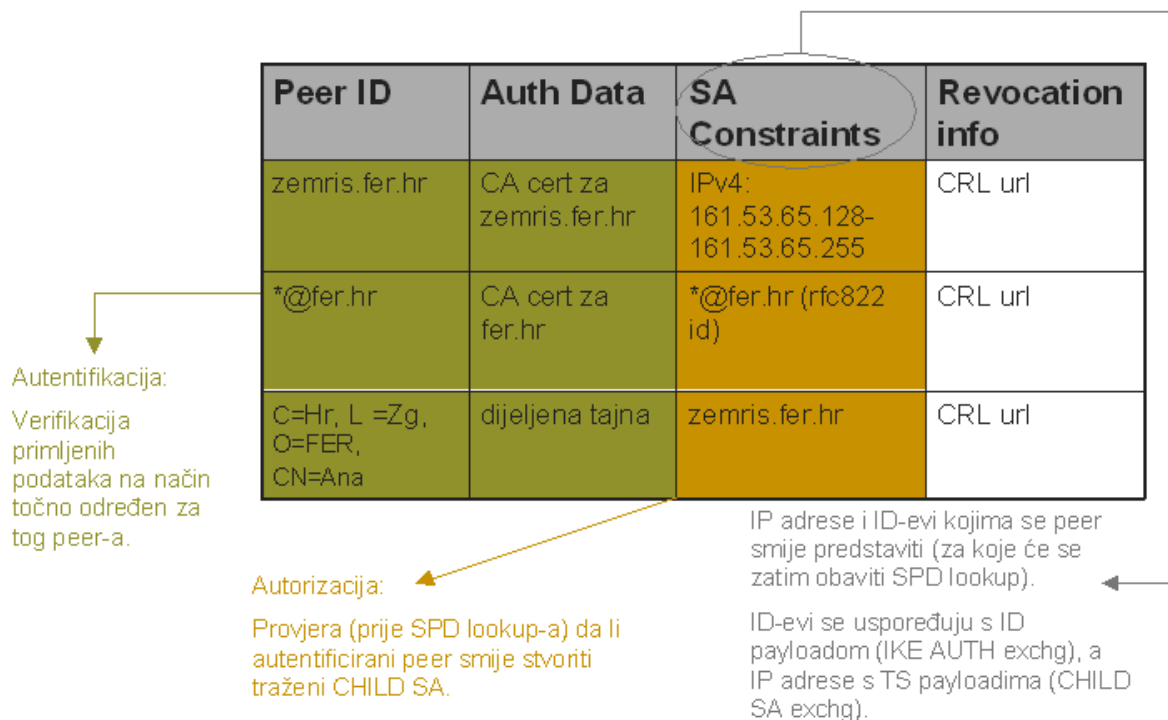 Peer ID
Auth Data
SA
Constraints
Revocation
info
zemris.fer.hr
CA cert za
zemris.fer.hr
IPv4:
161.53.65.128-
161.53.65.255
CRL url
*@fer.hr
CA cert za
fer.hr
*@fer.hr (rfc822
id)
CRL url
C=Hr, L =Zg,
O=FER,
CN=Ana
dijeljena tajna
zemris.fer.hr
CRL url
Autentifikacija:
Verifikacija
primljenih
podataka na način
točno određen za
tog peer-a.
Autorizacija:
Provjera (prije SPD lookup-a) da li
autentificirani peer smije stvoriti
traženi CHILD SA.
IP adrese i ID-evi kojima se peer
smije predstaviti (za koje će se
zatim obaviti SPD lookup).
ID-evi se uspoređuju s ID
payloadom (IKE AUTH exchg), a
IP adrese s TS payloadima (CHILD
SA exchg).